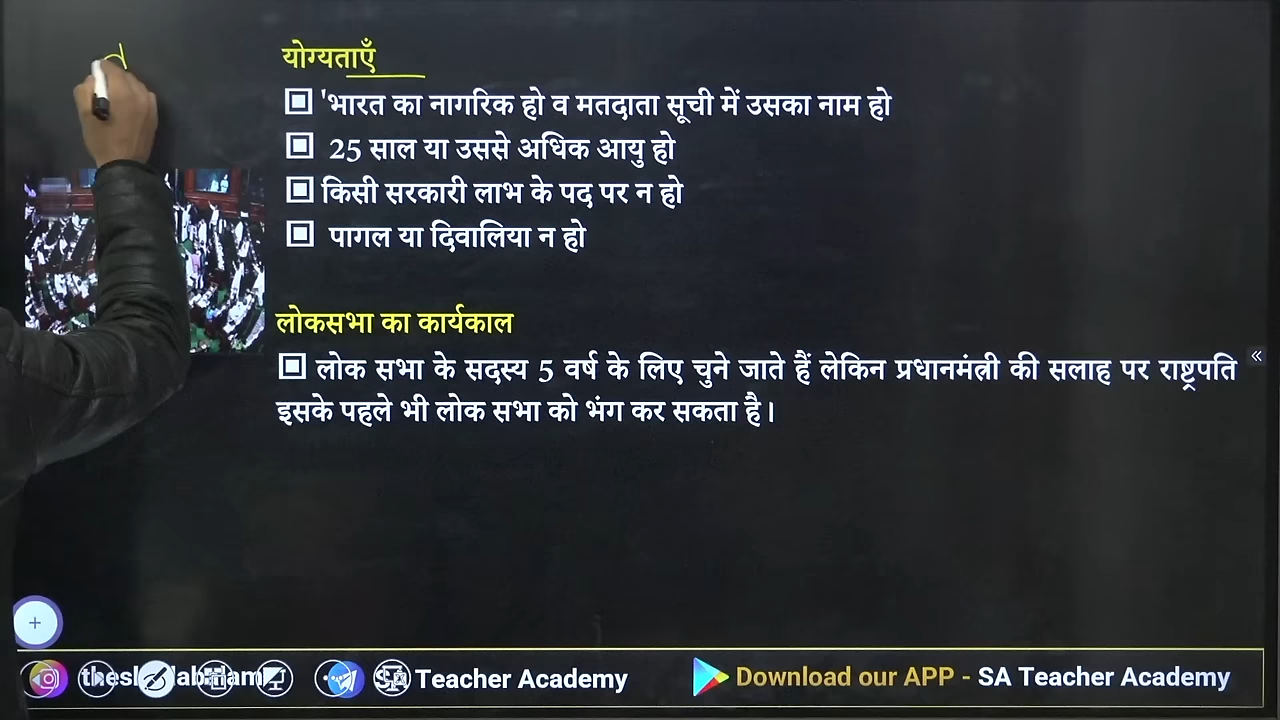 योग्यताएँ
'भारत का नागरिक हो व मतदाता सूची में उसका नाम हो
25 साल या उससे अधिक आयु हो
किसी सरकारी लाभ के पद पर न हो
पागल या दिवालिया न हो
लोकसभा का कार्यकाल
लोक सभा के सदस्य 5 वर्ष के लिए चुने जाते हैं लेकिन प्रधानमंत्री की सलाह पर राष्ट्रपति
इसके पहले भी लोक सभा को भंग कर सकता है।
Teacher Academy
Download our APP - SA Teacher Academy